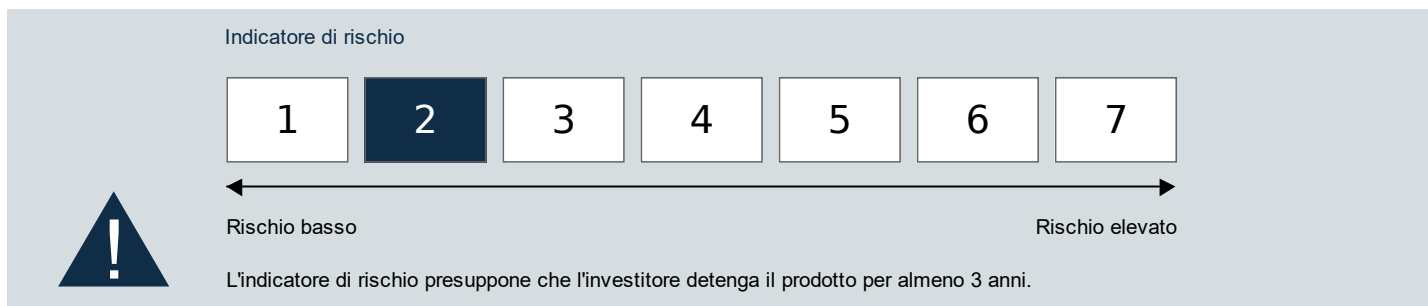 Indicatore di rischio
1 2 3 4 5 6 7
Rischio basso Rischio elevato
!
L'indicatore di rischio presuppone che l'investitore detenga il prodotto per almeno 3 anni.